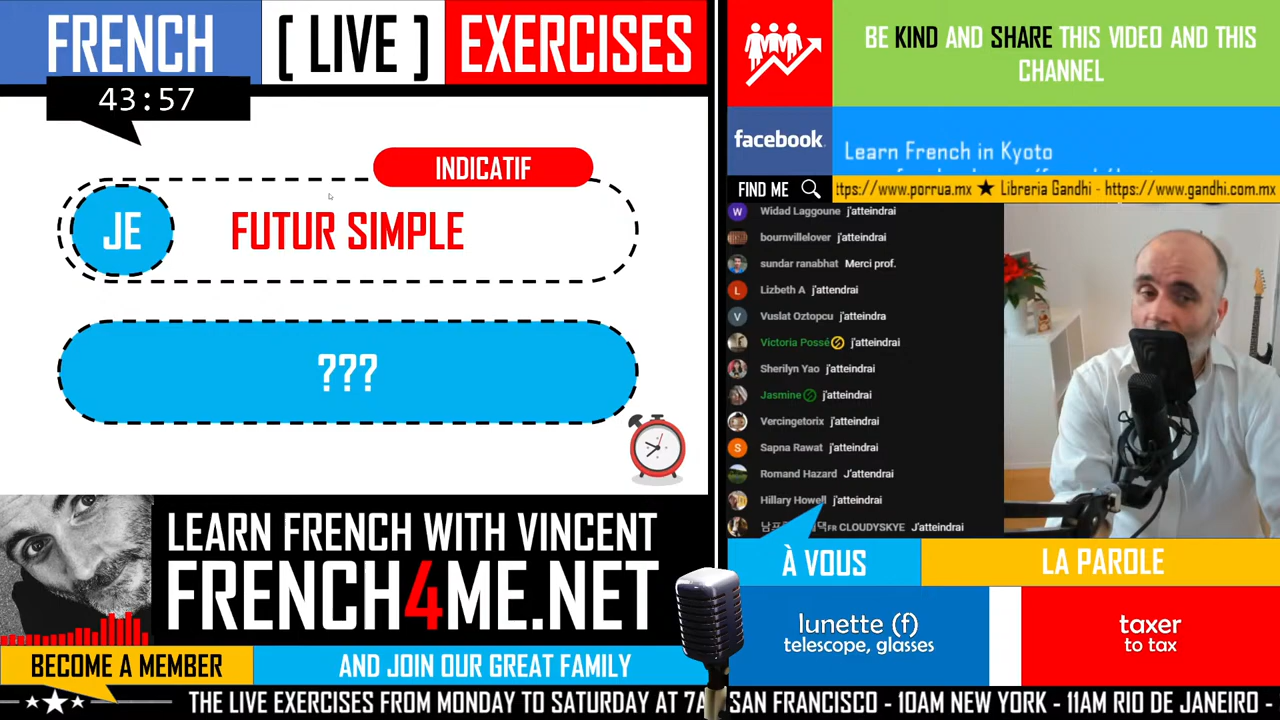 FRENCH
[ LIVE ]
EXERCISES
43:57
INDICATIF
JE
FUTUR SIMPLE
???
LEARN FRENCH WITH VINCENT
FRENCH4ME.NET
BECOME A MEMBER
AND JOIN OUR GREAT FAMILY
BE KIND AND SHARE THIS VIDEO AND THIS
CHANNEL
facebook
Learn French in Kyoto
FIND ME
ttps://www.porrua.mx ★ Libreria Gandhi - https://www.gandhi.com.mx
W Widad Laggoune j'atteindrai
bournvillelover j'atteindrai
sundar ranabhat Merci prof.
L Lizbeth A j'attendrai
V Vuslat Oztopcu j'atteindra
Victoria Possé j'atteindrai
Sherilyn Yao j'atteindrai
Jasmine j'atteindrai
Vercingetorix j'atteindrai
S Sapna Rawat j'atteindrai
Romand Hazard J'attendrai
Hillary Howell j'atteindrai
FR CLOUDYSKYE J'atteindrai
À VOUS
LA PAROLE
lunette (f)
telescope, glasses
taxer
to tax
THE LIVE EXERCISES FROM MONDAY TO SATURDAY AT 7A SAN FRANCISCO - 10AM NEW YORK - 11AM RIO DE JANEIRO -